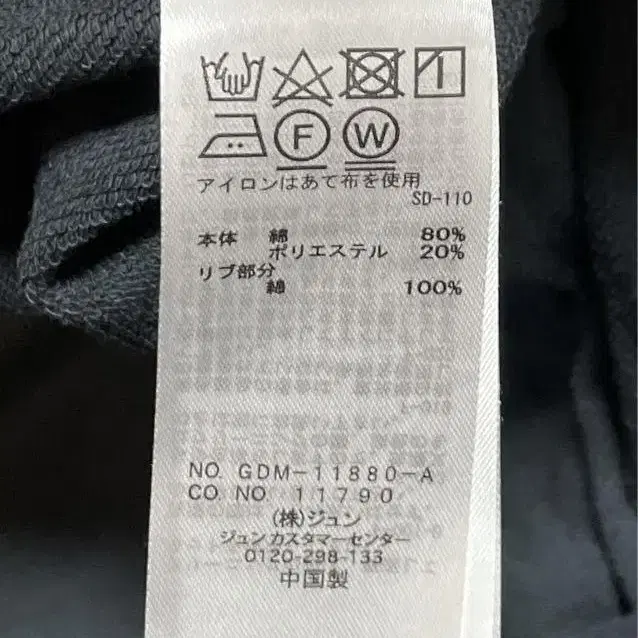 F W
アイロンはあて布を使用
SD-110
本体 綿 80%
ポリエステル 20%
リブ部分
綿 100%
NO. GDM-11880-A
CO. NO. 11790
(株)ジュン
ジュンカスタマーセンター
0120-298-133
中国製